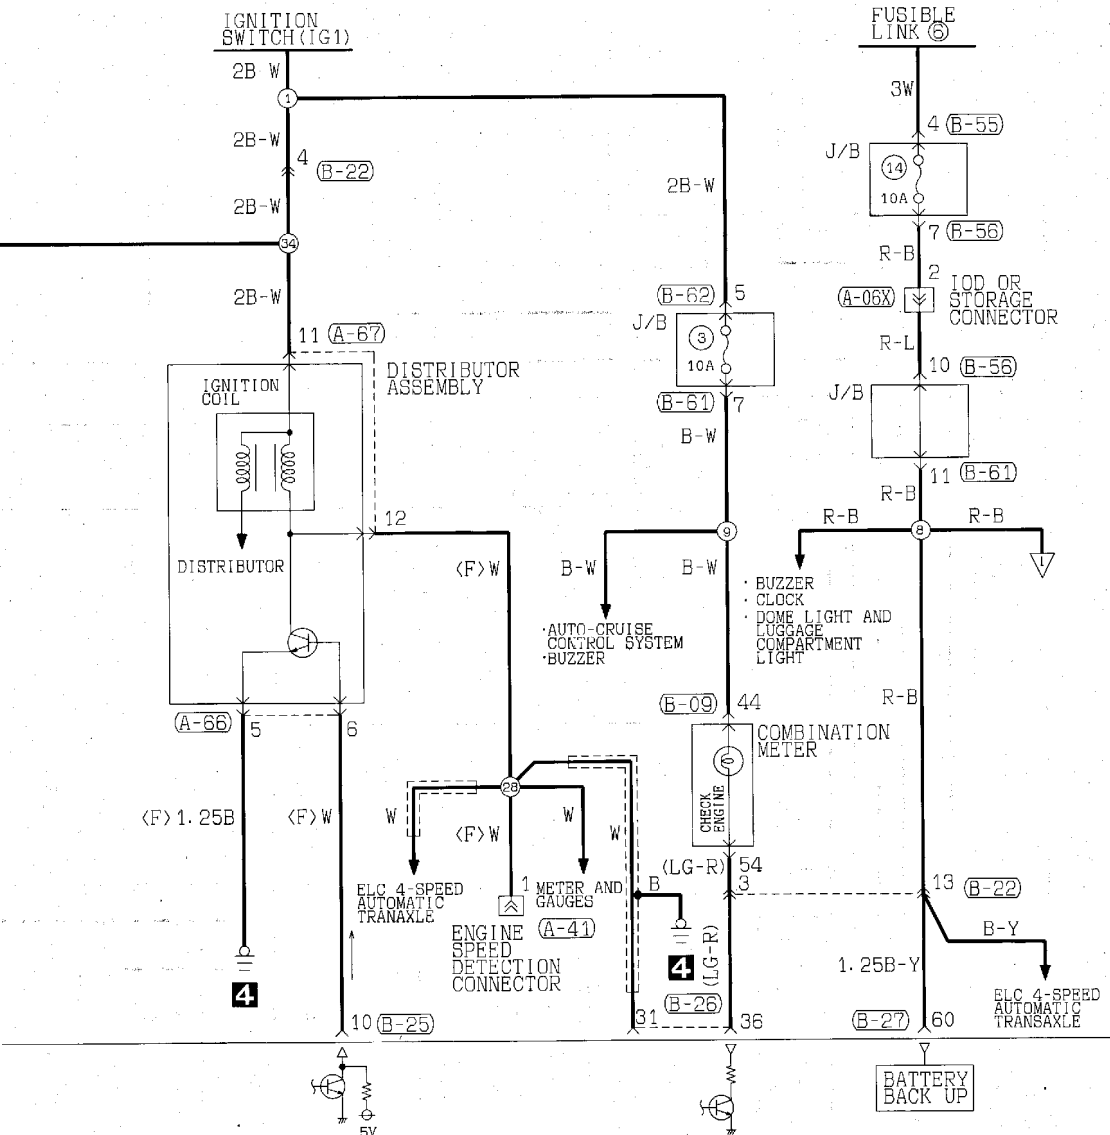 IGNITION
SWITCH(IG1)
FUSIBLE
LINK ⑥
2B W
3W
1
2B-W
4 B-55
4 B-22
J/B
14
10A
2B-W
2B-W
7 B-56
34
R-B
2
2B-W
B-62 5
A-06X
IOD OR
STORAGE
CONNECTOR
J/B
11 A-67
3
10A
R-L
10 B-56
DISTRIBUTOR
ASSEMBLY
IGNITION
COIL
J/B
B-61 7
B-W
11 B-61
R-B
12
R-B
R-B
9
8
1
DISTRIBUTOR
<F>W
B-W
B-W
· BUZZER
· CLOCK
· DOME LIGHT AND
LUGGAGE
COMPARTMENT
LIGHT
·AUTO-CRUISE
CONTROL SYSTEM
·BUZZER
R-B
B-09 44
A-66 5 6
COMBINATION
METER
28
CHECK
ENGINE
<F>1.25B
<F>W
W
<F>W
W
W
(LG-R) 54
3
13 B-22
ELC 4-SPEED
AUTOMATIC
TRANAXLE
1
METER AND
GAUGES
B
A-41
ENGINE
SPEED
DETECTION
CONNECTOR
B-Y
(LG-R)
4
4
1.25B-Y
ELC 4-SPEED
AUTOMATIC
TRANSAXLE
B-26
10 B-25
31
36
B-27 60
BATTERY
BACK UP
5V